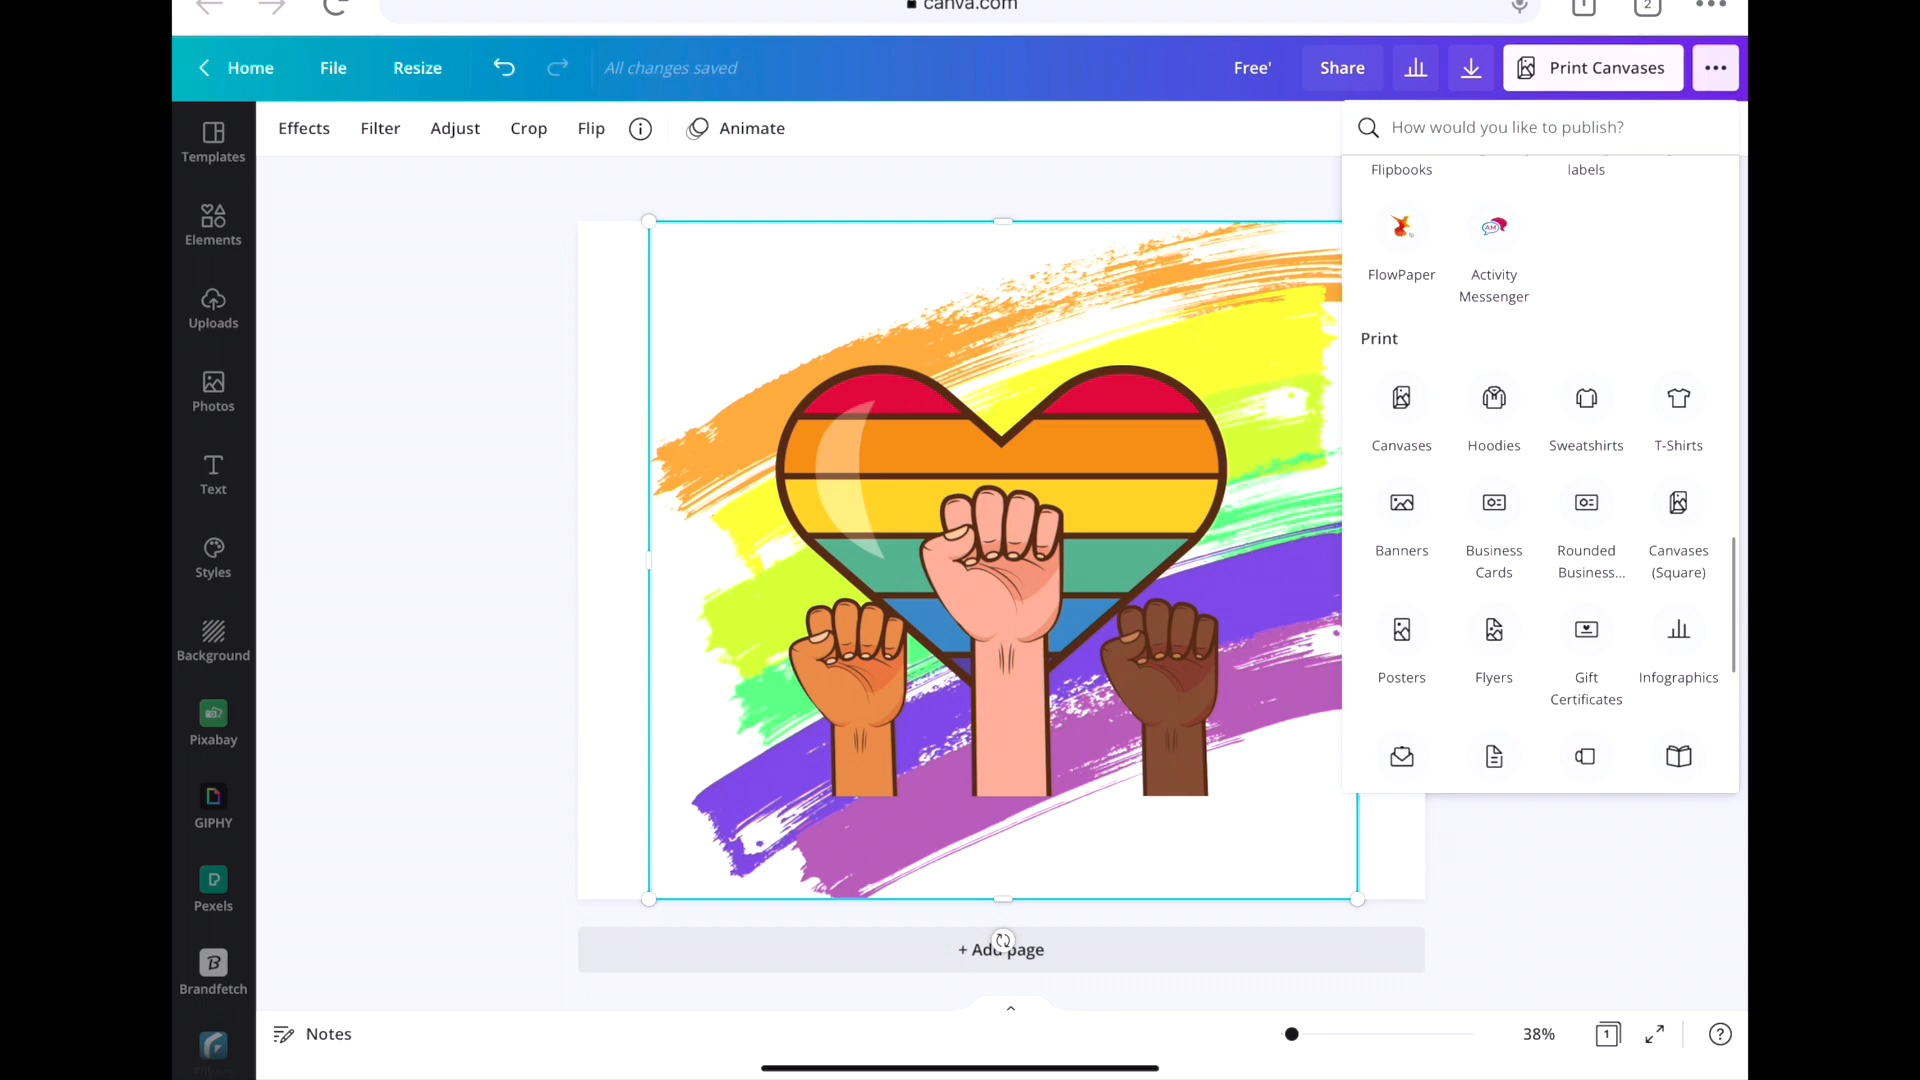 canva.com
2
Home
File
Resize
All changes saved
Free'
Share
Print Canvases
Effects
Filter
Adjust
Crop
Flip
Animate
How would you like to publish?
Templates
Elements
Uploads
Photos
Text
Styles
Background
Pixabay
GIPHY
Pexels
Brandfetch
Flipbooks
labels
AM
FlowPaper
Activity
Messenger
Print
Canvases
Hoodies
Sweatshirts
T-Shirts
Banners
Business
Cards
Rounded
Business...
Canvases
(Square)
Posters
Flyers
Gift
Certificates
Infographics
+ Add page
Notes
38%
1
?